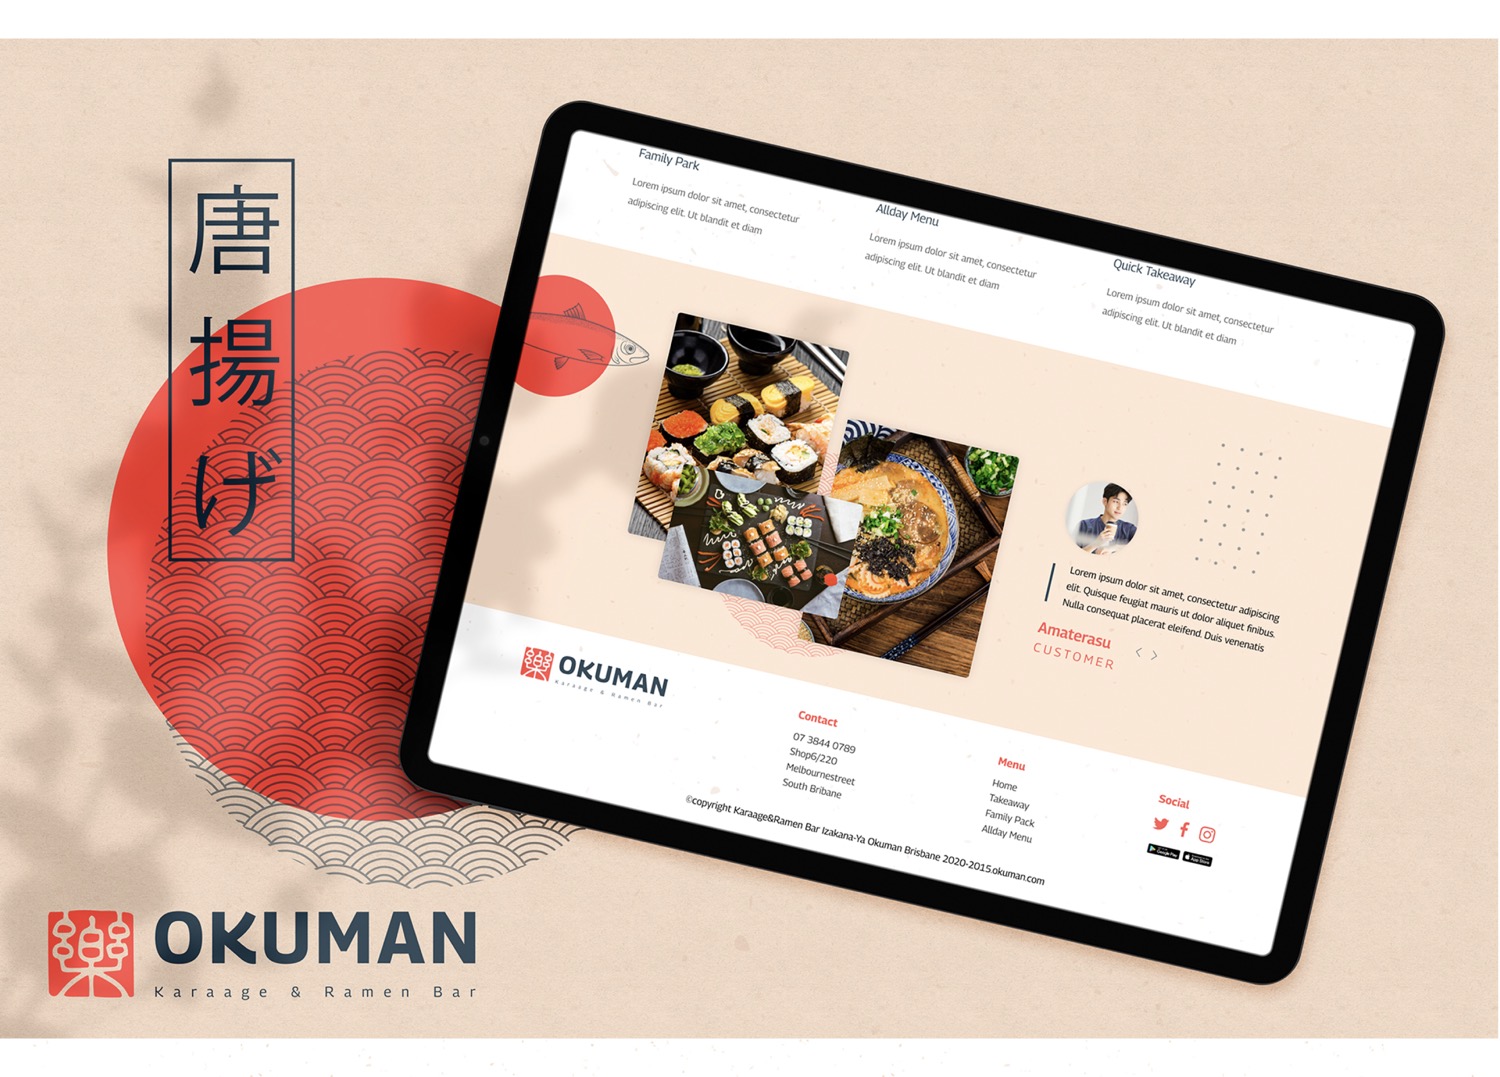 唐揚げ
Family Park
Lorem ipsum dolor sit amet, consectetur
adipiscing elit. Ut blandit et diam
Allday Menu
Lorem ipsum dolor sit amet, consectetur
adipiscing elit. Ut blandit et diam
Quick Takeaway
Lorem ipsum dolor sit amet, consectetur
adipiscing elit. Ut blandit et diam
Lorem ipsum dolor sit amet, consectetur adipiscing
elit. Quisque feugiat mauris ut dolor aliquet finibus.
Nulla consequat placerat eleifend. Duis venenatis
Amaterasu
CUSTOMER
樂
OKUMAN
Karaage & Ramen Bar
Contact
07 3844 0789
Shop6/220
Melbournestreet
South Bribane
Menu
Home
Takeaway
Family Pack
Allday Menu
Social
Google Play
App Store
©copyright Karaage&Ramen Bar Izakana-Ya Okuman Brisbane 2020-2015.okuman.com
樂
OKUMAN
Karaage & Ramen Bar